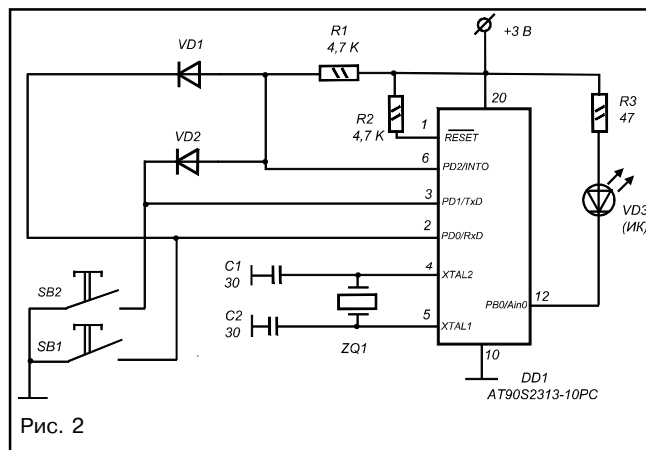 VD1
R1
4,7 K
+3 В
VD2
R2
4,7 K
20
R3
47
1
RESET
6
PD2/INTO
3
PD1/TxD
VD3
(ИК)
2
PD0/RxD
C1
30
4
XTAL2
SB2
PB0/Ain0
12
C2
30
5
XTAL1
SB1
ZQ1
10
DD1
AT90S2313-10PC
Рис. 2